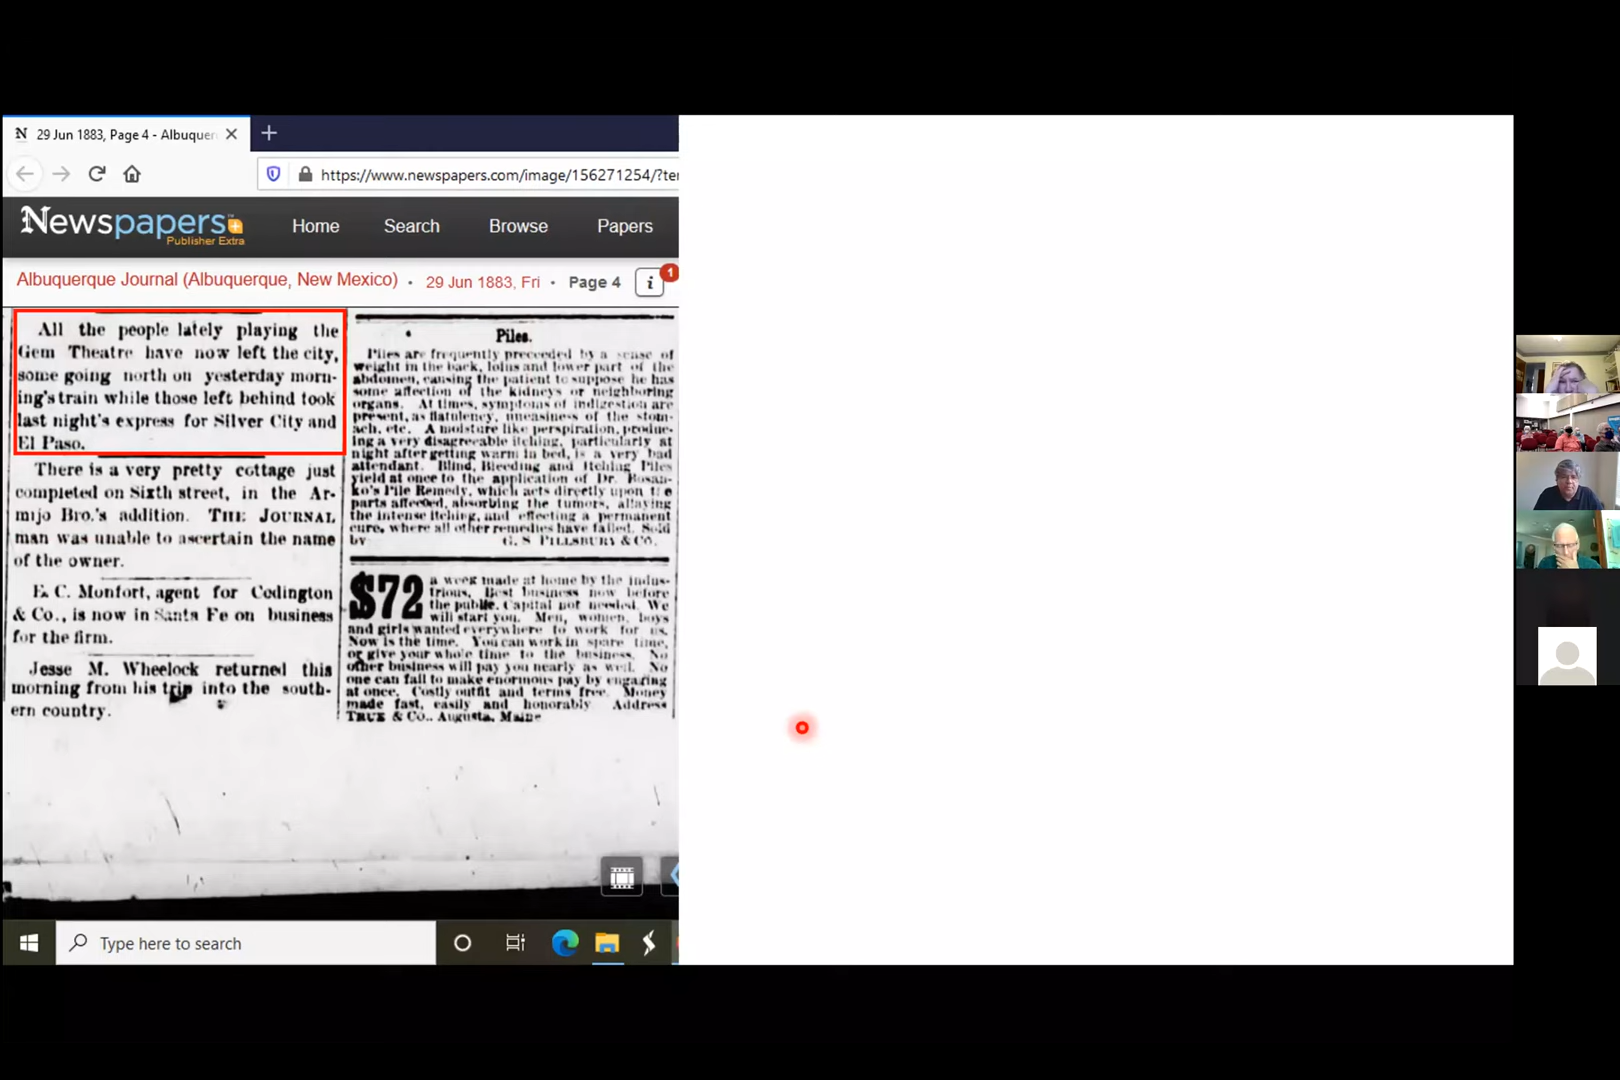 29 Jun 1883, Page 4 - Albuquer
https://www.newspapers.com/image/156271254/?te
Newspapers
Publisher Extra
Home
Search
Browse
Papers
Albuquerque Journal (Albuquerque, New Mexico) · 29 Jun 1883, Fri · Page 4
1
All the people lately playing the
Gem Theatre have now left the city,
some going north on yesterday morn-
ing's train while those left behind took
last night's express for Silver City and
El Paso.
There is a very pretty cottage just
completed on Sixth street, in the Ar-
mijo Bro.'s addition. THE JOURNAL
man was unable to ascertain the name
of the owner.
E. C. Monfort, agent for Codington
& Co., is now in Santa Fe on business
for the firm.
Jesse M. Wheelock returned this
morning from his trip into the south-
ern country.
Piles.
Piles are frequently preceeded by a sense of
weight in the back, loins and lower part of the
abdomen, causing the patient to suppose he has
some affection of the kidneys or neighboring
organs. At times, symptoms of indigestion are
present, as flatulency, uneasiness of the stom-
ach, etc. A moisture like perspiration, produc-
ing a very disagreeable itching, particularly at
night after getting warm in bed, is a very bad
attendant. Blind, Bleeding and Itching Piles
yield at once to the application of Dr. Bosan-
ko's Pile Remedy, which acts directly upon the
parts affected, absorbing the tumors, allaying
the intense itching, and effecting a permanent
cure, where all other remedies have failed. Sold
by G. S PILLSBURY & CO.
$72 a week made at home by the indus-
trious. Best business now before
the public. Capital not needed. We
will start you. Men, women, boys
and girls wanted everywhere to work for us.
Now is the time. You can work in spare time,
or give your whole time to the business. No
other business will pay you nearly as well. No
one can fail to make enormous pay by engaging
at once. Costly outfit and terms free. Money
made fast, easily and honorably Address
TRUE & Co., Augusta, Maine
Type here to search